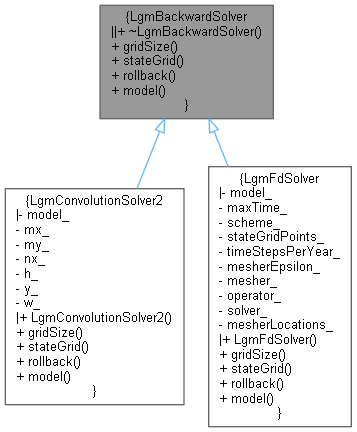 {LgmBackwardSolver
||+ ~LgmBackwardSolver()
+ gridSize()
+ stateGrid()
+ rollback()
+ model()
}
{LgmConvolutionSolver2
|- model_
- mx_
- my_
- nx_
- h_
- y_
- w_
|+ LgmConvolutionSolver2()
+ gridSize()
+ stateGrid()
+ rollback()
+ model()
}
{LgmFdSolver
|- model_
- maxTime_
- scheme_
- stateGridPoints_
- timeStepsPerYear_
- mesherEpsilon_
- mesher_
- operator_
- solver_
- mesherLocations_
|+ LgmFdSolver()
+ gridSize()
+ stateGrid()
+ rollback()
+ model()
}